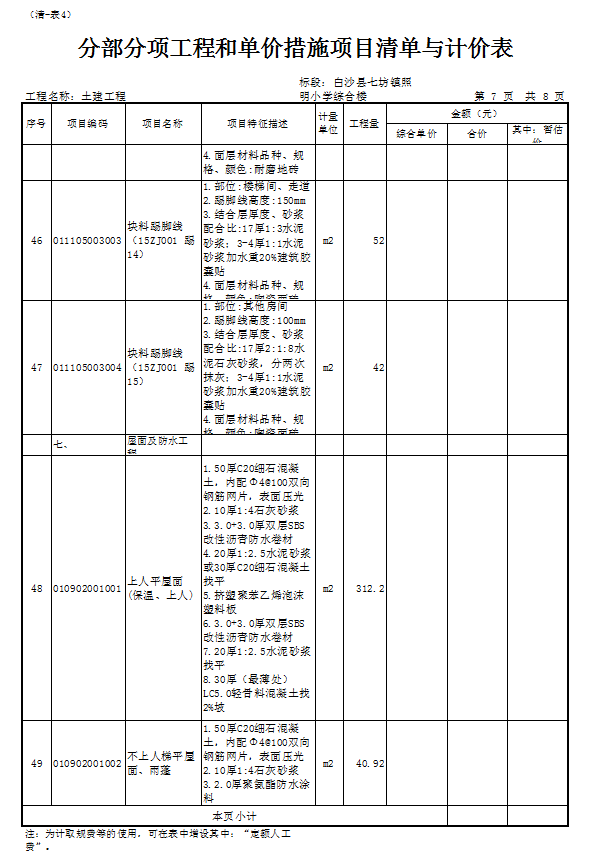 （清-表4）
分部分项工程和单价措施项目清单与计价表
标段：白沙县七坊镇照
工程名称：土建工程 明小学综合楼 第 7 页 共 8 页
序号 项目编码 项目名称 项目特征描述 计量单位 工程量 金额（元）
综合单价 合价 其中：暂估价
4.面层材料品种、规
格、颜色:耐磨地砖
46 011105003003 块料踢脚线（15ZJ001 踢14） m2 52
1.部位:楼梯间、走道
2.踢脚线高度:150mm
3.结合层厚度、砂浆
配合比:17厚1:3水泥
砂浆；3-4厚1:1水泥
砂浆加水重20%建筑胶
囊贴
4.面层材料品种、规
格、颜色:陶瓷面砖
47 011105003004 块料踢脚线（15ZJ001 踢15） m2 42
1.部位:其他房间
2.踢脚线高度:100mm
3.结合层厚度、砂浆
配合比:17厚2:1:8水
泥石灰砂浆，分两次
抹灰；3-4厚1:1水泥
砂浆加水重20%建筑胶
囊贴
4.面层材料品种、规
格、颜色:陶瓷面砖
七、 屋面及防水工程
48 010902001001 上人平屋面(保温、上人) m2 312.2
1.50厚C20细石混凝
土，内配Φ4@100双向
钢筋网片，表面压光
2.10厚1:4石灰砂浆
3.3.0+3.0厚双层SBS
改性沥青防水卷材
4.20厚1:2.5水泥砂浆
或30厚C20细石混凝土
找平
5.挤塑聚苯乙烯泡沫
塑料板
6.3.0+3.0厚双层SBS
改性沥青防水卷材
7.20厚1:2.5水泥砂浆
找平
8.30厚（最薄处）
LC5.0轻骨料混凝土找
2%坡
49 010902001002 不上人梯平屋面、雨蓬 m2 40.92
1.50厚C20细石混凝
土，内配Φ4@100双向
钢筋网片，表面压光
2.10厚1:4石灰砂浆
3.2.0厚聚氨酯防水涂
料
本页小计
注：为计取规费等的使用，可在表中增设其中：“定额人工
费”。